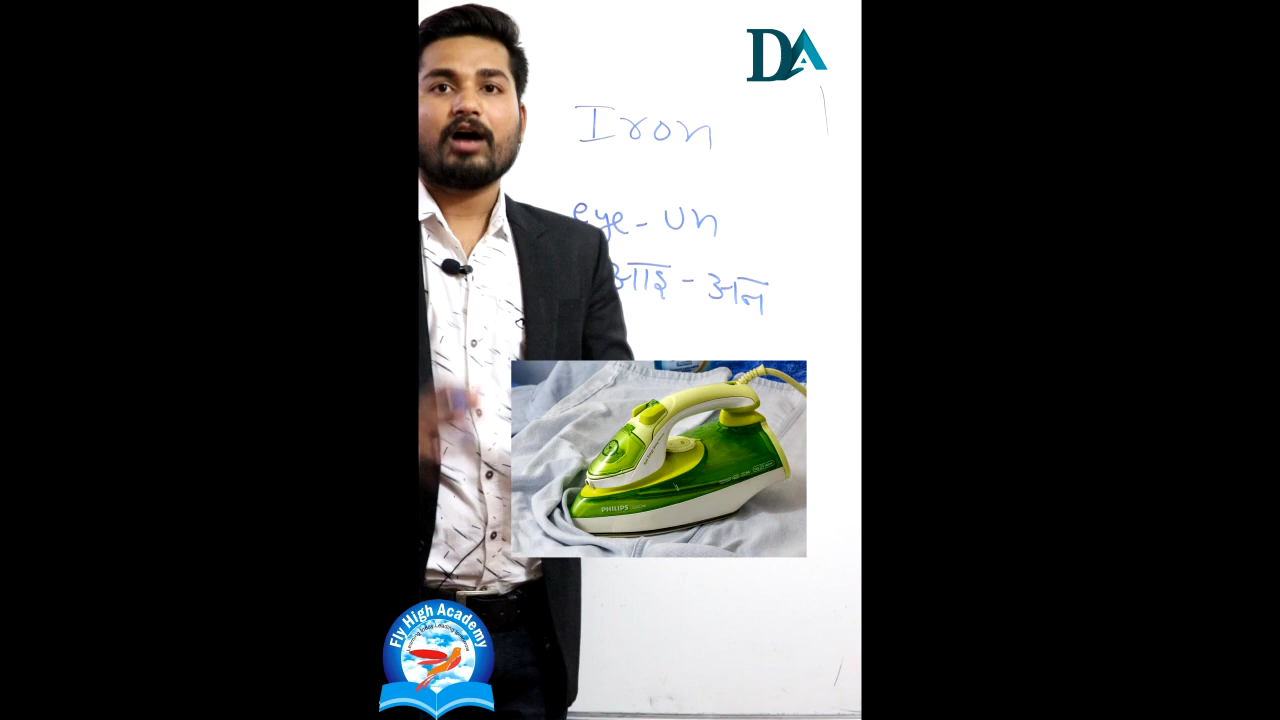 DA
Iron
eye - un
आइ - अन
PHILIPS
Fly High Academy